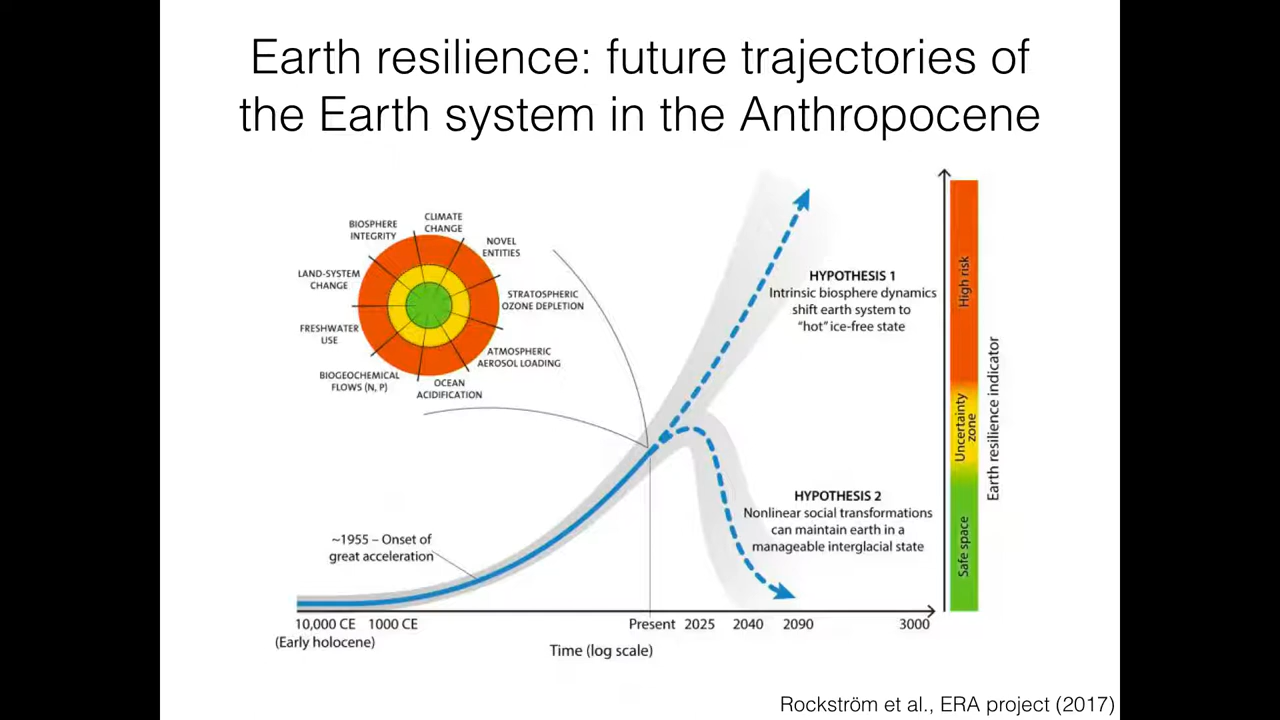 Earth resilience: future trajectories of
the Earth system in the Anthropocene
BIOSPHERE
INTEGRITY
CLIMATE
CHANGE
NOVEL
ENTITIES
LAND-SYSTEM
CHANGE
STRATOSPHERIC
OZONE DEPLETION
FRESHWATER
USE
ATMOSPHERIC
AEROSOL LOADING
BIOGEOCHEMICAL
FLOWS (N, P)
OCEAN
ACIDIFICATION
HYPOTHESIS 1
Intrinsic biosphere dynamics
shift earth system to
“hot” ice-free state
HYPOTHESIS 2
Nonlinear social transformations
can maintain earth in a
manageable interglacial state
~1955 – Onset of
great acceleration
High risk
Uncertainty
zone
Safe space
Earth resilience indicator
10,000 CE
(Early holocene)
1000 CE
Present
2025
2040
2090
3000
Time (log scale)
Rockström et al., ERA project (2017)